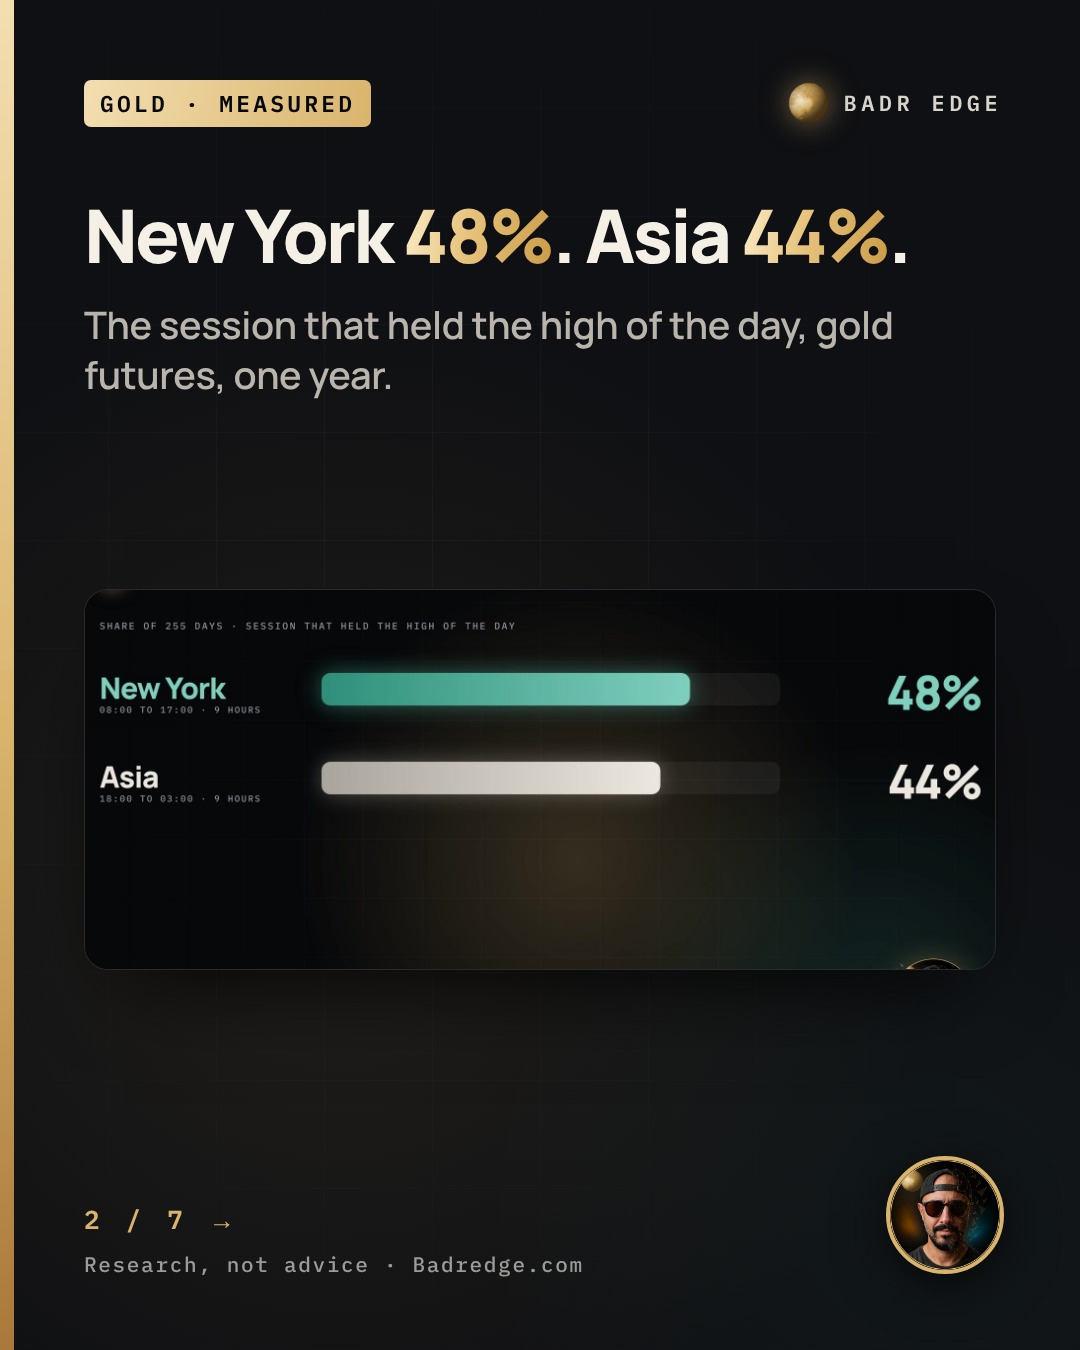 GOLD · MEASURED
BADR EDGE
New York 48%. Asia 44%.
The session that held the high of the day, gold
futures, one year.
SHARE OF 255 DAYS · SESSION THAT HELD THE HIGH OF THE DAY
New York
08:00 TO 17:00 · 9 HOURS
48%
Asia
18:00 TO 03:00 · 9 HOURS
44%
2 / 7 →
Research, not advice · Badredge.com